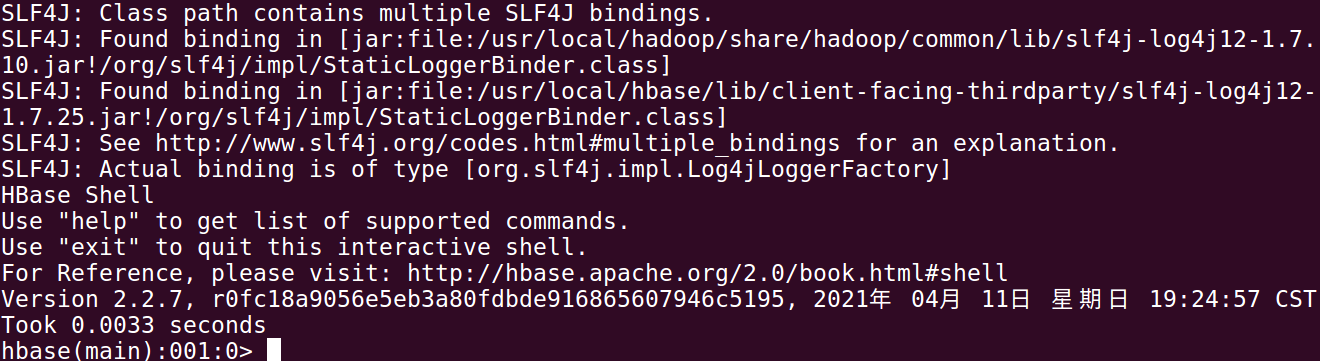 SLF4J: Class path contains multiple SLF4J bindings.
SLF4J: Found binding in [jar:file:/usr/local/hadoop/share/hadoop/common/lib/slf4j-log4j12-1.7.
10.jar!/org/slf4j/impl/StaticLoggerBinder.class]
SLF4J: Found binding in [jar:file:/usr/local/hbase/lib/client-facing-thirdparty/slf4j-log4j12-
1.7.25.jar!/org/slf4j/impl/StaticLoggerBinder.class]
SLF4J: See http://www.slf4j.org/codes.html#multiple_bindings for an explanation.
SLF4J: Actual binding is of type [org.slf4j.impl.Log4jLoggerFactory]
HBase Shell
Use "help" to get list of supported commands.
Use "exit" to quit this interactive shell.
For Reference, please visit: http://hbase.apache.org/2.0/book.html#shell
Version 2.2.7, r0fc18a9056e5eb3a80fdbde916865607946c5195, 2021年 04月 11日 星期日 19:24:57 CST
Took 0.0033 seconds
hbase(main):001:0>